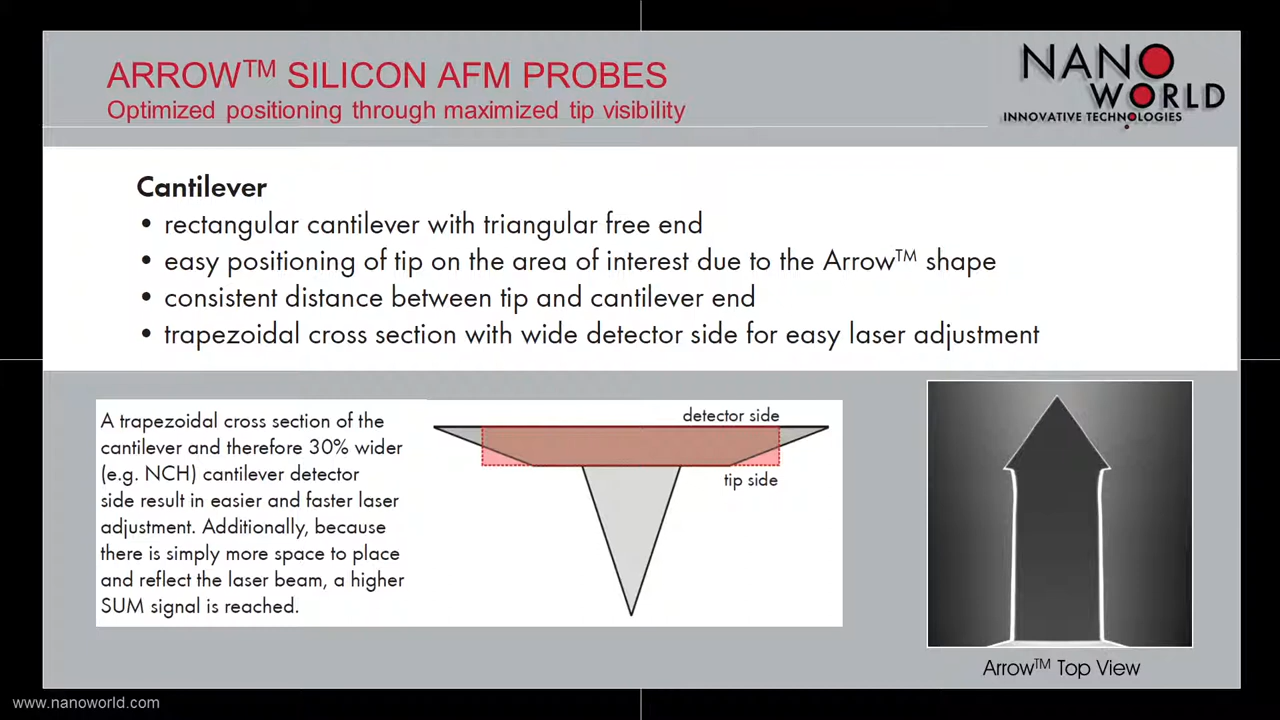 ARROW™ SILICON AFM PROBES
Optimized positioning through maximized tip visibility
NANO
WORLD
INNOVATIVE TECHNOLOGIES
Cantilever
• rectangular cantilever with triangular free end
• easy positioning of tip on the area of interest due to the Arrow™ shape
• consistent distance between tip and cantilever end
• trapezoidal cross section with wide detector side for easy laser adjustment
A trapezoidal cross section of the
cantilever and therefore 30% wider
(e.g. NCH) cantilever detector
side result in easier and faster laser
adjustment. Additionally, because
there is simply more space to place
and reflect the laser beam, a higher
SUM signal is reached.
detector side
tip side
Arrow™ Top View
www.nanoworld.com